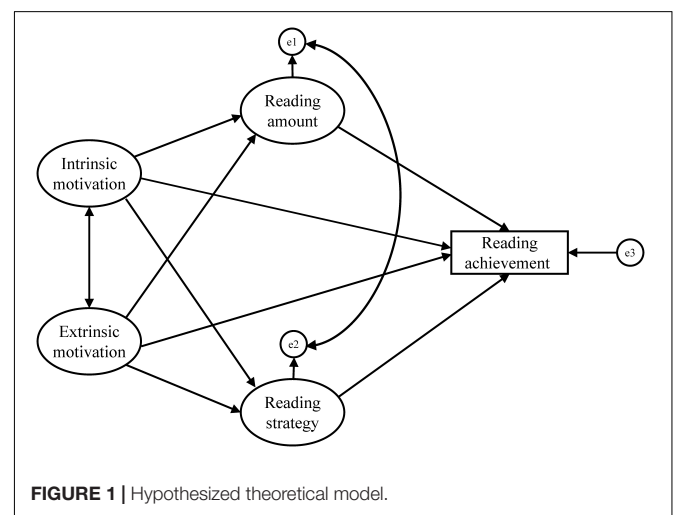 e1
Reading
amount
Intrinsic
motivation
Reading
achievement
e3
Extrinsic
motivation
e2
Reading
strategy
FIGURE 1 | Hypothesized theoretical model.